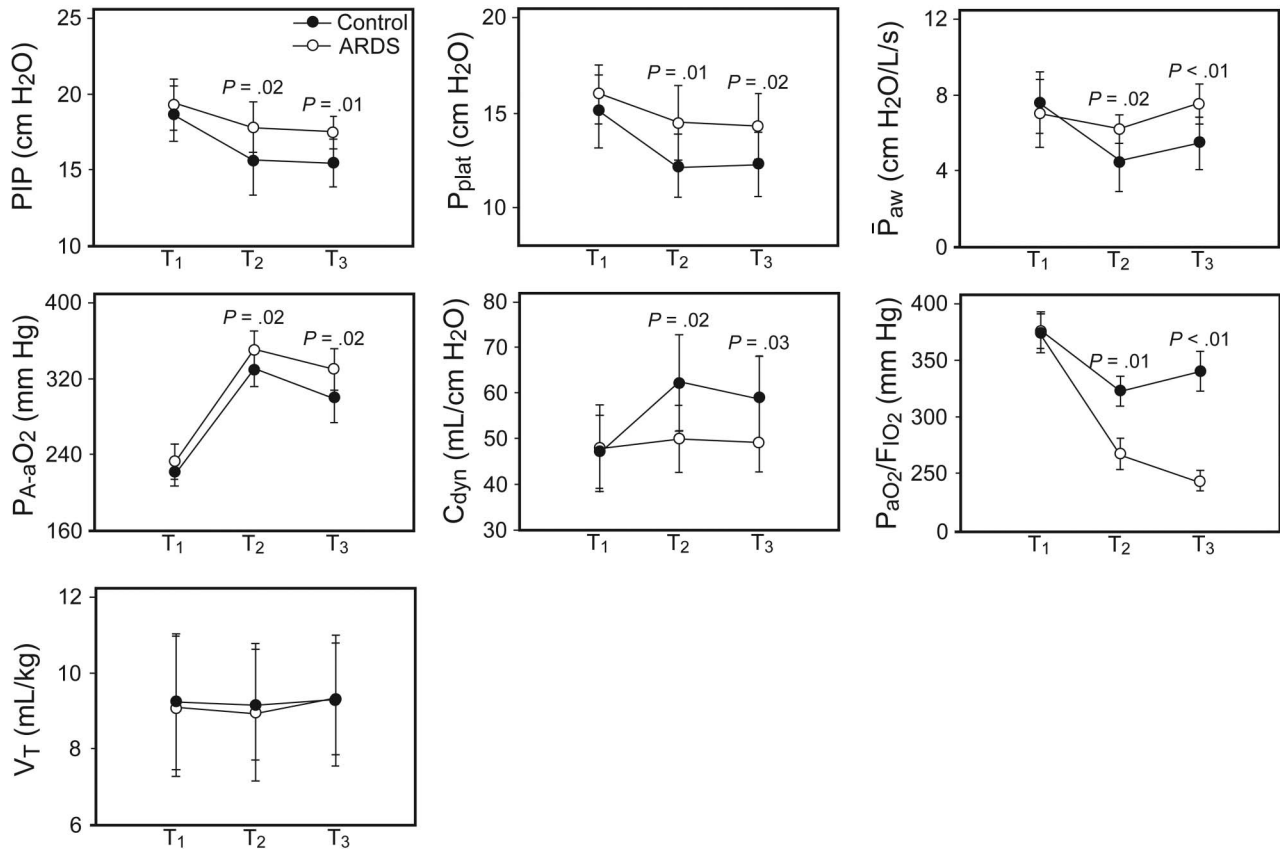 PIP (cm H₂O)
25
20
15
10
Control
ARDS
P = .02
P = .01
T₁ T₂ T₃
Pplat (cm H₂O)
20
15
10
P = .01
P = .02
T₁ T₂ T₃
P̄aw (cm H₂O/L/s)
12
8
4
0
P = .02
P < .01
T₁ T₂ T₃
PA-aO₂ (mm Hg)
400
320
240
160
P = .02
P = .02
T₁ T₂ T₃
Cdyn (mL/cm H₂O)
80
70
60
50
40
30
P = .02
P = .03
T₁ T₂ T₃
PaO₂/FIO₂ (mm Hg)
400
350
300
250
0
P = .01
P < .01
T₁ T₂ T₃
VT (mL/kg)
12
10
8
6
T₁ T₂ T₃